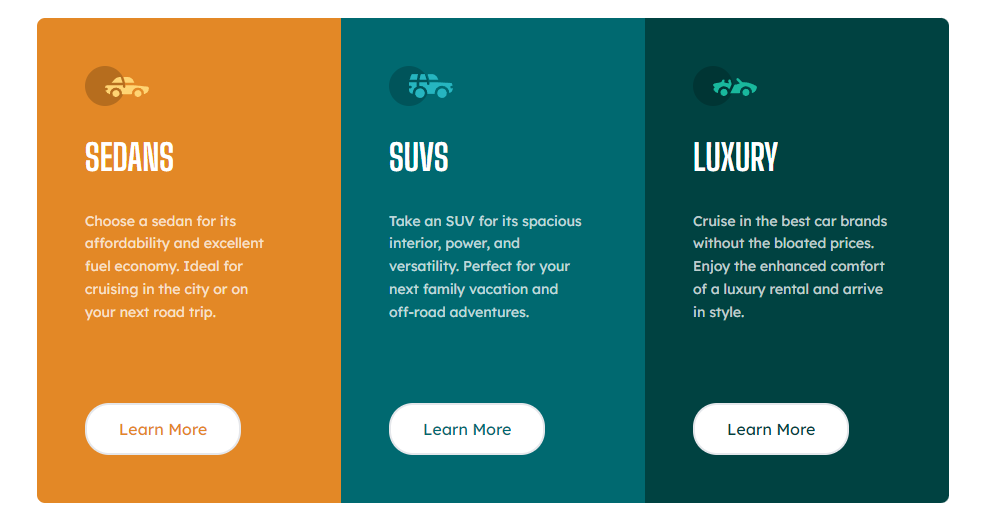 SEDANS
Choose a sedan for its
affordability and excellent
fuel economy. Ideal for
cruising in the city or on
your next road trip.
Learn More
SUVS
Take an SUV for its spacious
interior, power, and
versatility. Perfect for your
next family vacation and
off-road adventures.
Learn More
LUXURY
Cruise in the best car brands
without the bloated prices.
Enjoy the enhanced comfort
of a luxury rental and arrive
in style.
Learn More